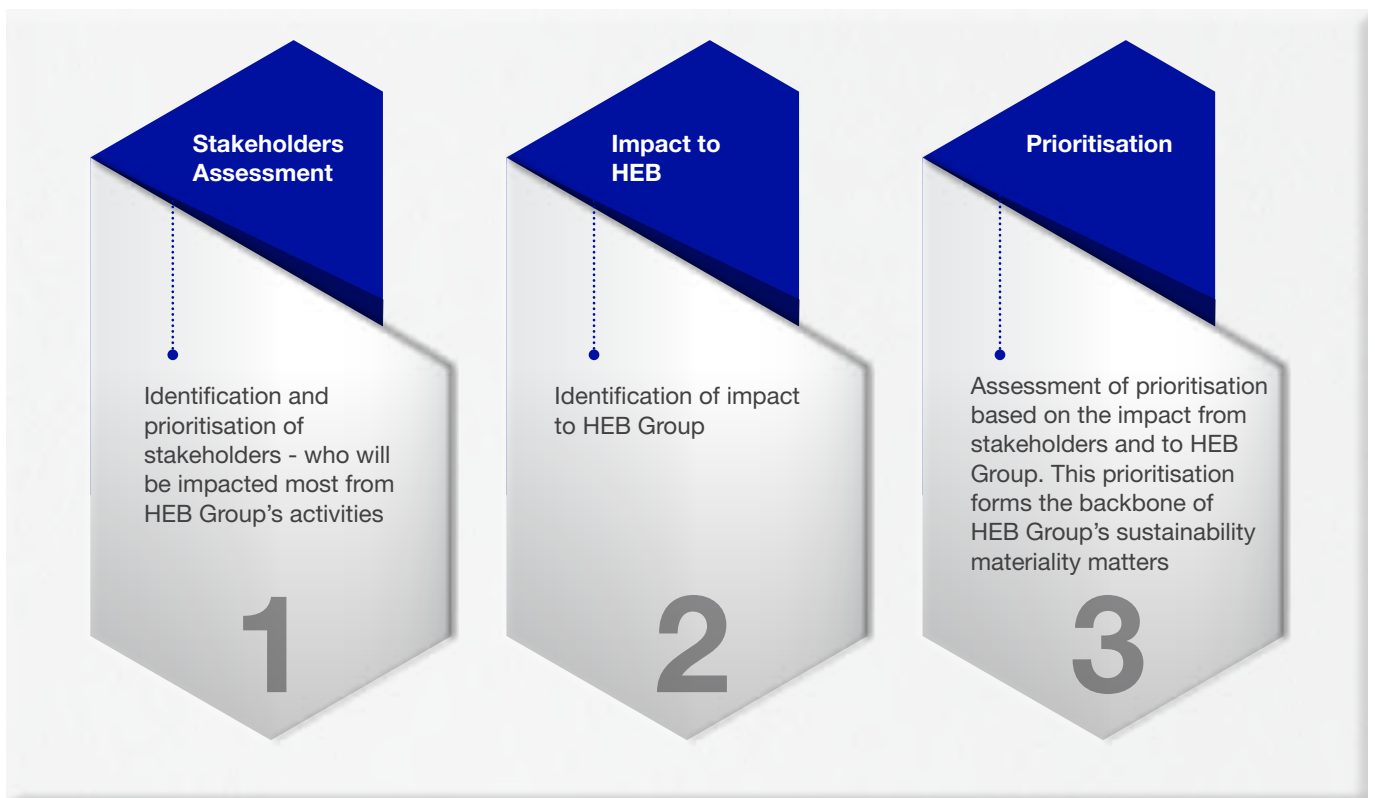 Stakeholders
Assessment
Identification and
prioritisation of
stakeholders - who will
be impacted most from
HEB Group’s activities
1
Impact to
HEB
Identification of impact
to HEB Group
2
Prioritisation
Assessment of prioritisation
based on the impact from
stakeholders and to HEB
Group. This prioritisation
forms the backbone of
HEB Group’s sustainability
materiality matters
3